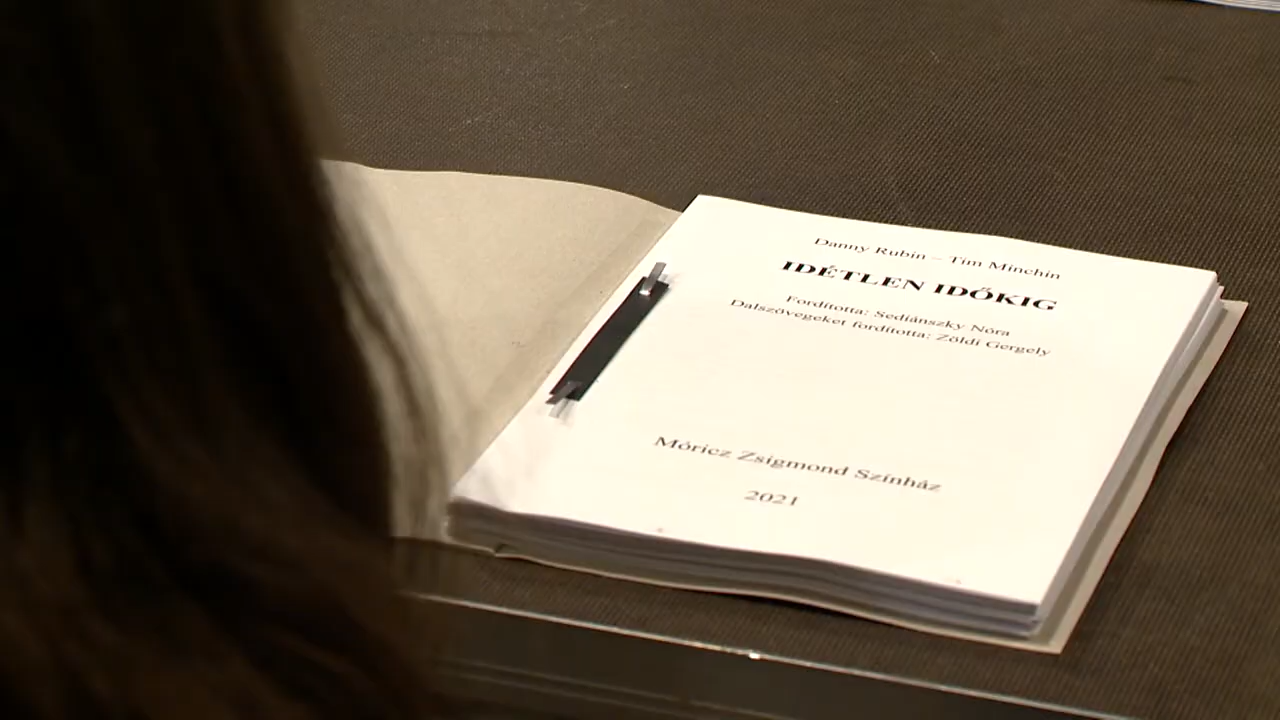 Danny Rubin – Tim Minchin
IDÉTLEN IDŐKIG
Fordította: Sediánszky Nóra
Dalszövegeket fordította: Zöldi Gergely
Móricz Zsigmond Színház
2021